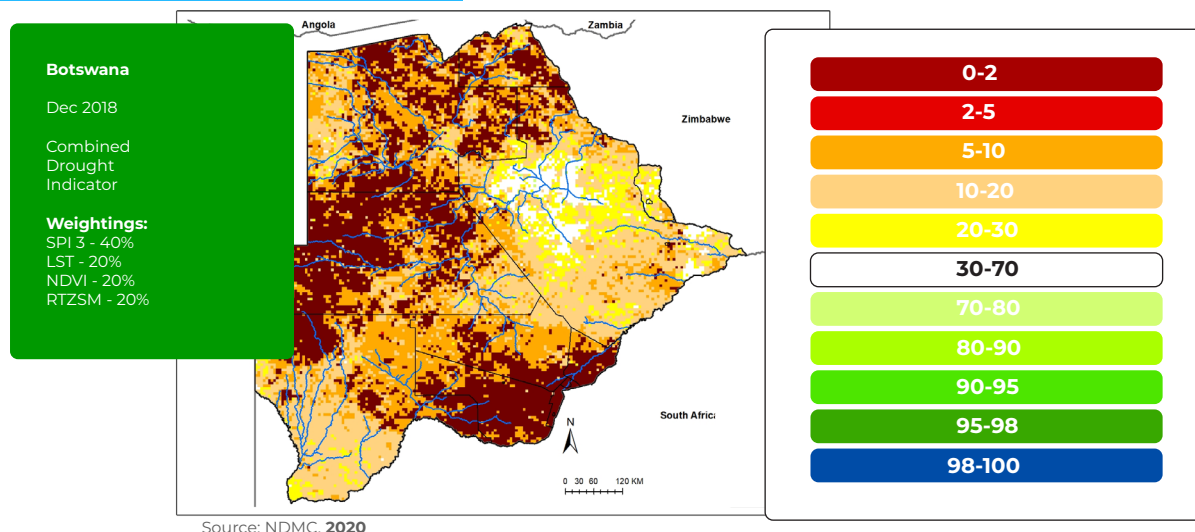 Botswana
Dec 2018
Combined
Drought
Indicator
Weightings:
SPI 3 - 40%
LST - 20%
NDVI - 20%
RTZSM - 20%
Angola
Zambia
Zimbabwe
South Africa
N
0 30 60 120 KM
0-2
2-5
5-10
10-20
20-30
30-70
70-80
80-90
90-95
95-98
98-100
Source: NDMC, 2020